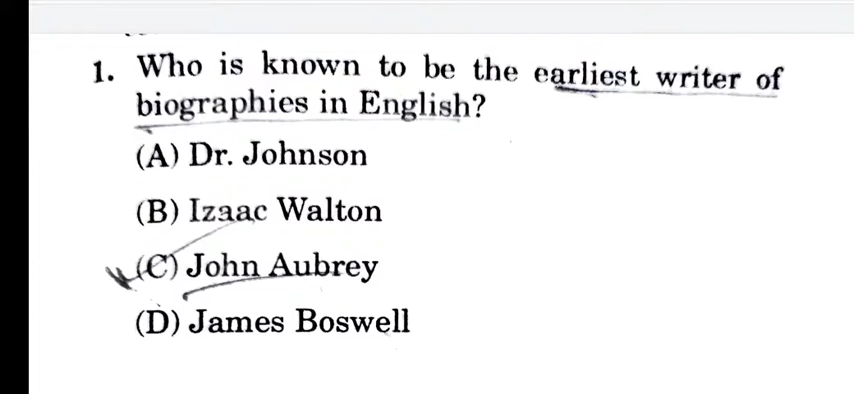 1. Who is known to be the earliest writer of
biographies in English?
(A) Dr. Johnson
(B) Izaac Walton
(C) John Aubrey
(D) James Boswell